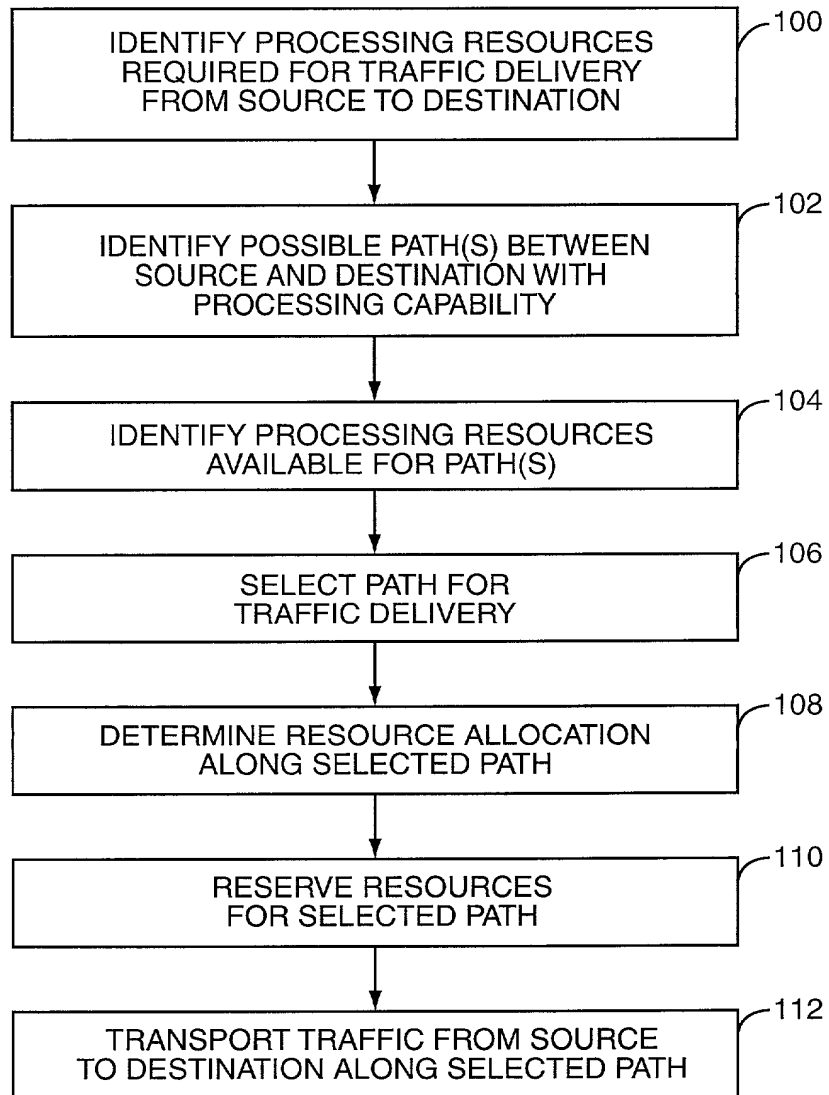 100
IDENTIFY PROCESSING RESOURCES
REQUIRED FOR TRAFFIC DELIVERY
FROM SOURCE TO DESTINATION
102
IDENTIFY POSSIBLE PATH(S) BETWEEN
SOURCE AND DESTINATION WITH
PROCESSING CAPABILITY
104
IDENTIFY PROCESSING RESOURCES
AVAILABLE FOR PATH(S)
106
SELECT PATH FOR
TRAFFIC DELIVERY
108
DETERMINE RESOURCE ALLOCATION
ALONG SELECTED PATH
110
RESERVE RESOURCES
FOR SELECTED PATH
112
TRANSPORT TRAFFIC FROM SOURCE
TO DESTINATION ALONG SELECTED PATH